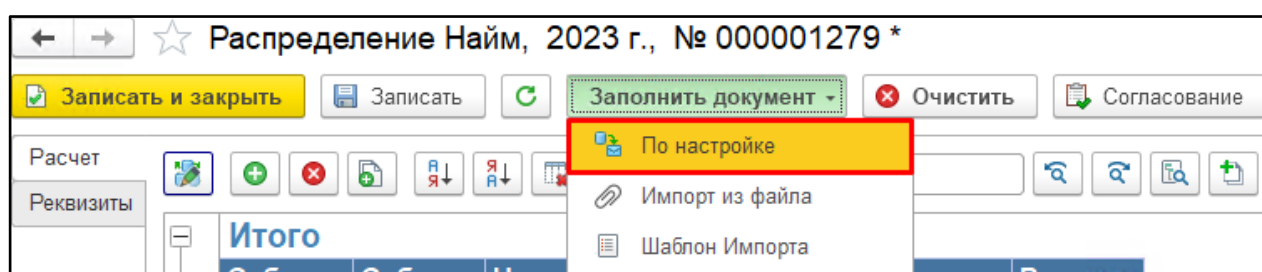 Распределение Найм, 2023 г., № 000001279 *
Записать и закрыть Записать Заполнить документ Очистить Согласование
Расчет
По настройке
Реквизиты
Импорт из файла
Итого
Шаблон Импорта